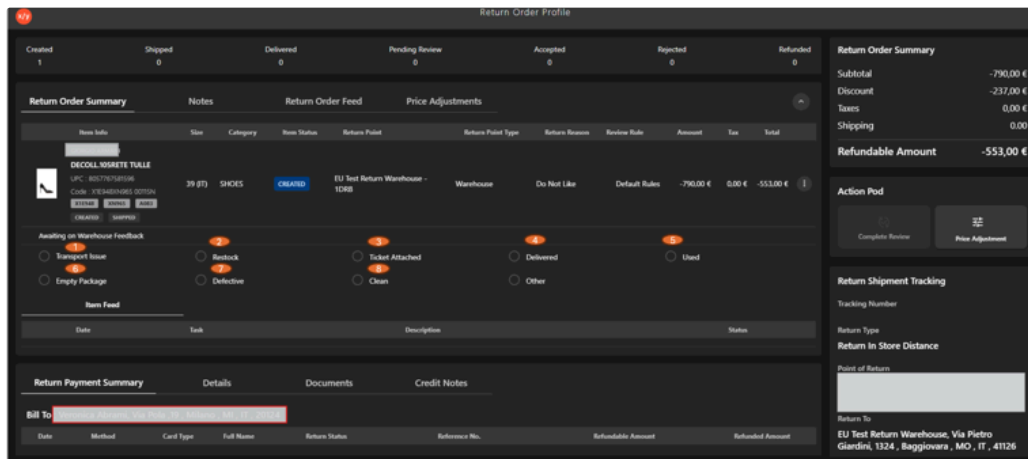 x/y
Return Order Profile
Created Shipped Delivered Pending Review Accepted Rejected Refunded
1 0 0 0 0 0 0
Return Order Summary Notes Return Order Feed Price Adjustments
Item Info Size Category Item Status Return Point Return Point Type Return Reason Review Rule Amount Tax Total
DECOLL.105RETE TULLE
UPC : 8057767581596
Code : X1E948XN965 0015N
X1E948 XN965 A083
39 (IT) SHOES CREATED EU Test Return Warehouse - Warehouse Do Not Like Default Rules -790,00 € 0,00 € -553,00 €
1DRB
CREATED SHIPPED
Awaiting on Warehouse Feedback
1 2 3 4 5
Transport Issue Restock Ticket Attached Delivered Used
6 7 8
Empty Package Defective Clean Other
Item Feed
Date Task Description Status
Return Payment Summary Details Documents Credit Notes
Bill To
Date Method Card Type Full Name Return Status Reference No. Refundable Amount Refunded Amount
Return Order Summary
Subtotal -790,00 €
Discount -237,00 €
Taxes 0,00 €
Shipping 0.00
Refundable Amount -553,00 €
Action Pod
Complete Review Price Adjustment
Return Shipment Tracking
Tracking Number
Return Type
Return In Store Distance
Point of Return
Return To
EU Test Return Warehouse, Via Pietro
Giardini, 1324 , Baggiovara , MO , IT , 41126